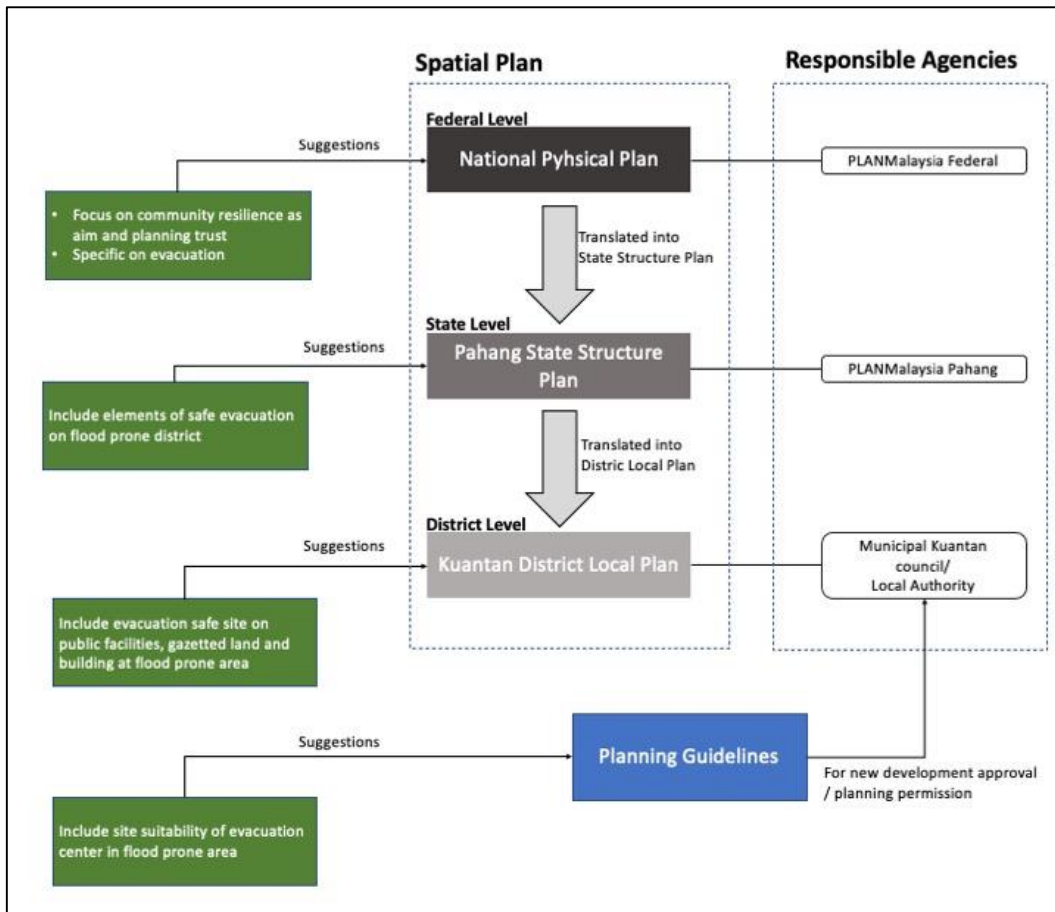 Spatial Plan
Responsible Agencies
Federal Level
Suggestions
National Pyhsical Plan
PLANMalaysia Federal
• Focus on community resilience as
aim and planning trust
• Specific on evacuation
Translated into
State Structure Plan
State Level
Suggestions
Pahang State Structure
Plan
PLANMalaysia Pahang
Include elements of safe evacuation
on flood prone district
Translated into
Distric Local Plan
District Level
Suggestions
Kuantan District Local Plan
Municipal Kuantan
council/
Local Authority
Include evacuation safe site on
public facilities, gazetted land and
building at flood prone area
Suggestions
Planning Guidelines
For new development approval
/ planning permission
Include site suitability of evacuation
center in flood prone area